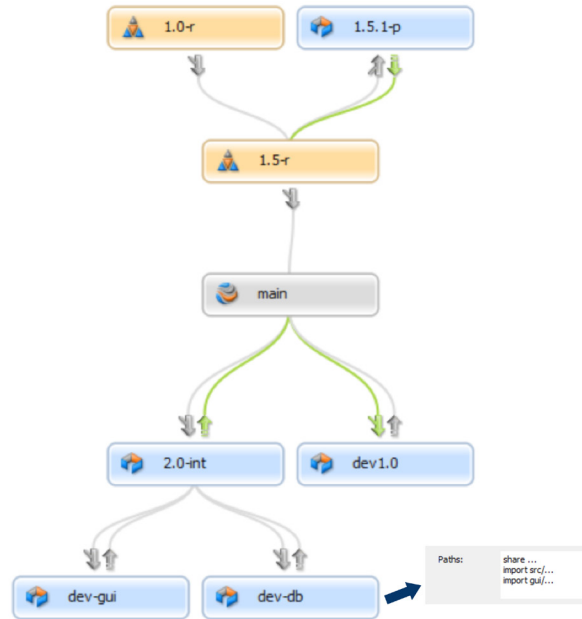 1.0-r
1.5.1-p
1.5-r
main
2.0-int
dev1.0
dev-gui
dev-db
Paths:
share ...
import src/...
import gui/...